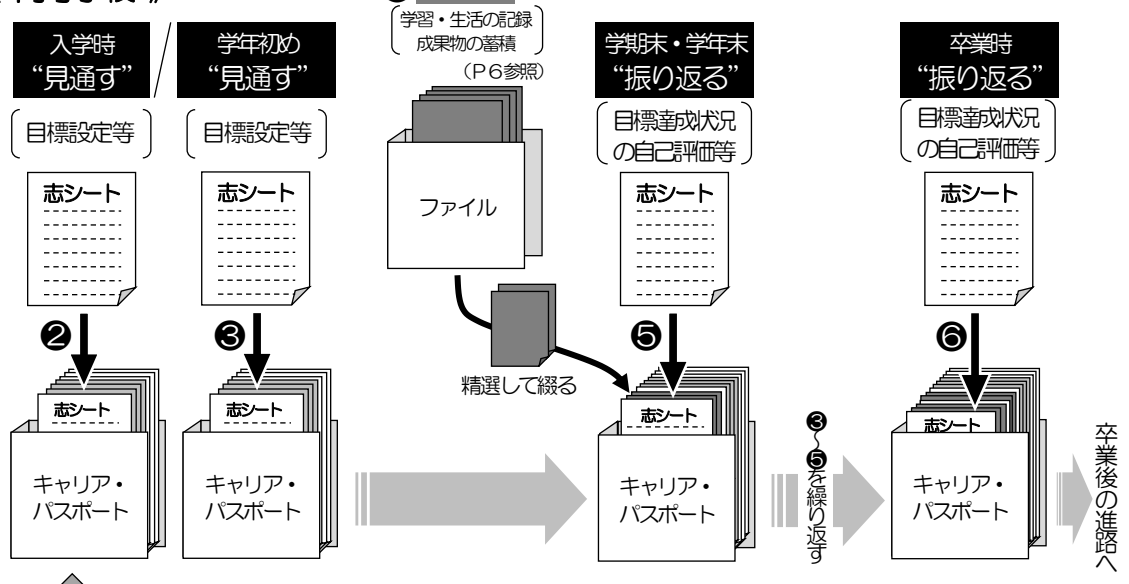 入学時
“見通す”
目標設定等
志シート
❷
志シート
キャリア・
パスポート
学年初め
“見通す”
目標設定等
志シート
❸
志シート
キャリア・
パスポート
学習・生活の記録
成果物の蓄積
(P6参照)
ファイル
精選して綴る
学期末・学年末
“振り返る”
目標達成状況
の自己評価等
志シート
❺
志シート
キャリア・
パスポート
❸~❺を繰り返す
卒業時
“振り返る”
目標達成状況
の自己評価等
志シート
❻
志シート
キャリア・
パスポート
卒業後の進路へ